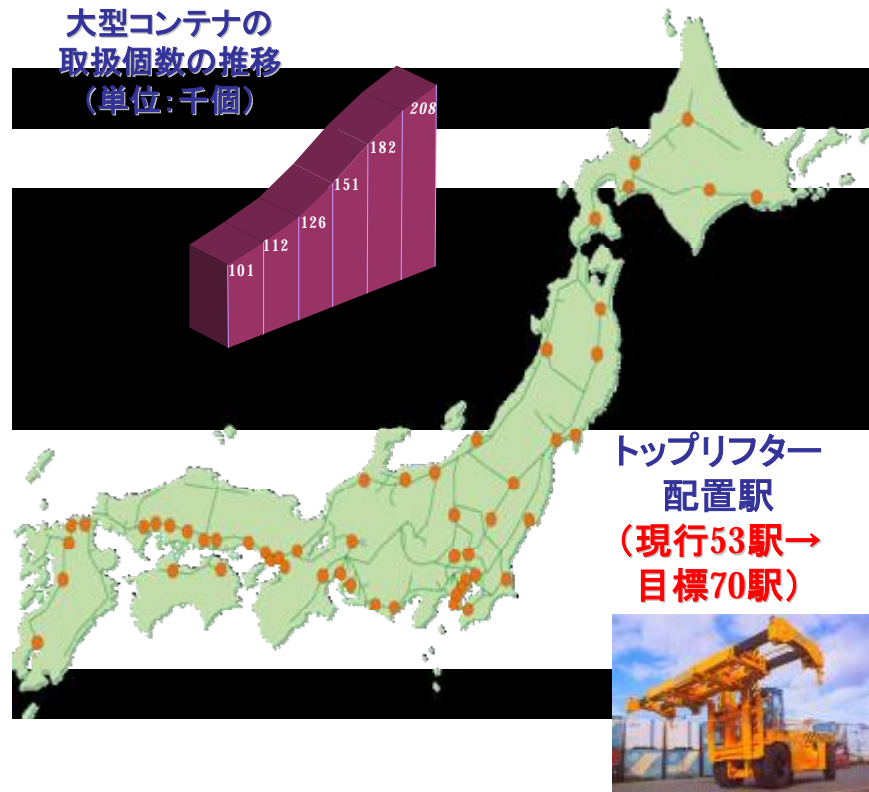 大型コンテナの
取扱個数の推移
（単位：千個）
208
182
151
126
112
101
トップリフター
配置駅
（現行53駅→
目標70駅）